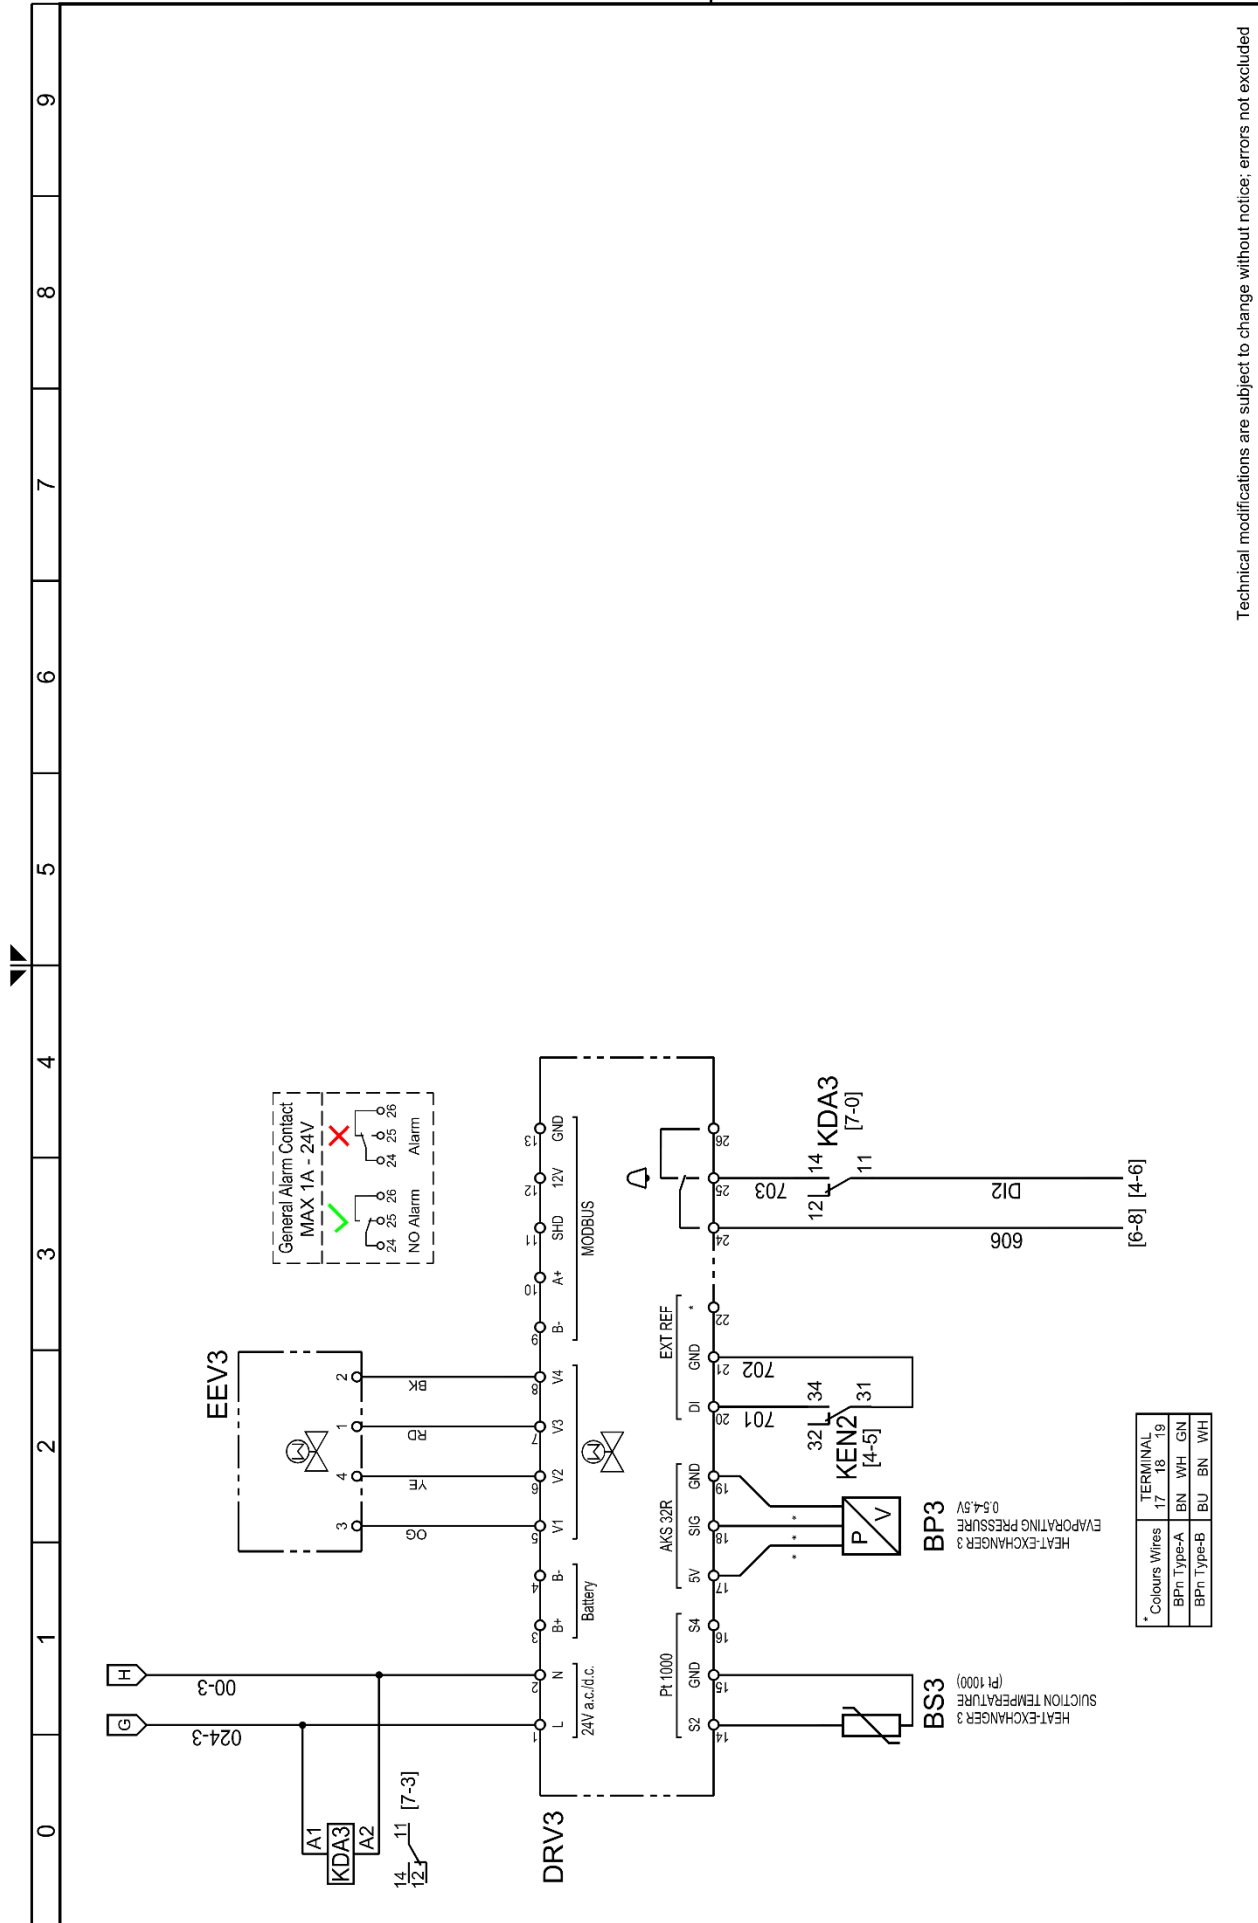 0 1 2 3 4 5 6 7 8 9
G H
024-3
00-3
A1
KDA3
A2
14 11 [7-3]
12
EEV3
3 4 1 2
OG YE RD BK
General Alarm Contact
MAX 1A - 24V
24 25 26
NO Alarm
24 25 26
Alarm
DRV3
1 2 3 4 5 6 7 8 9 10 11 12 13
L N B+ B- V1 V2 V3 V4 B- A+ SHD 12V GND
24V a.c./d.c.
Battery
MODBUS
Pt 1000
AKS 32R
EXT REF
S2 GND S4 5V SIG GND DI GND *
14 15 16 17 18 19 20 21 22 24 25 26
701
702
703
32 34
31
KEN2
[4-5]
12 14
11
KDA3
[7-0]
606
DI2
[6-8] [4-6]
* * *
P
V
BS3
HEAT-EXCHANGER 3
SUICTION TEMPERATURE
(Pt 1000)
BP3
HEAT-EXCHANGER 3
EVAPORATING PRESSURE
0.5-4.5V
* Colours Wires TERMINAL
17 18 19
BPn Type-A BN WH GN
BPn Type-B BU BN WH
Technical modifications are subject to change without notice; errors not excluded